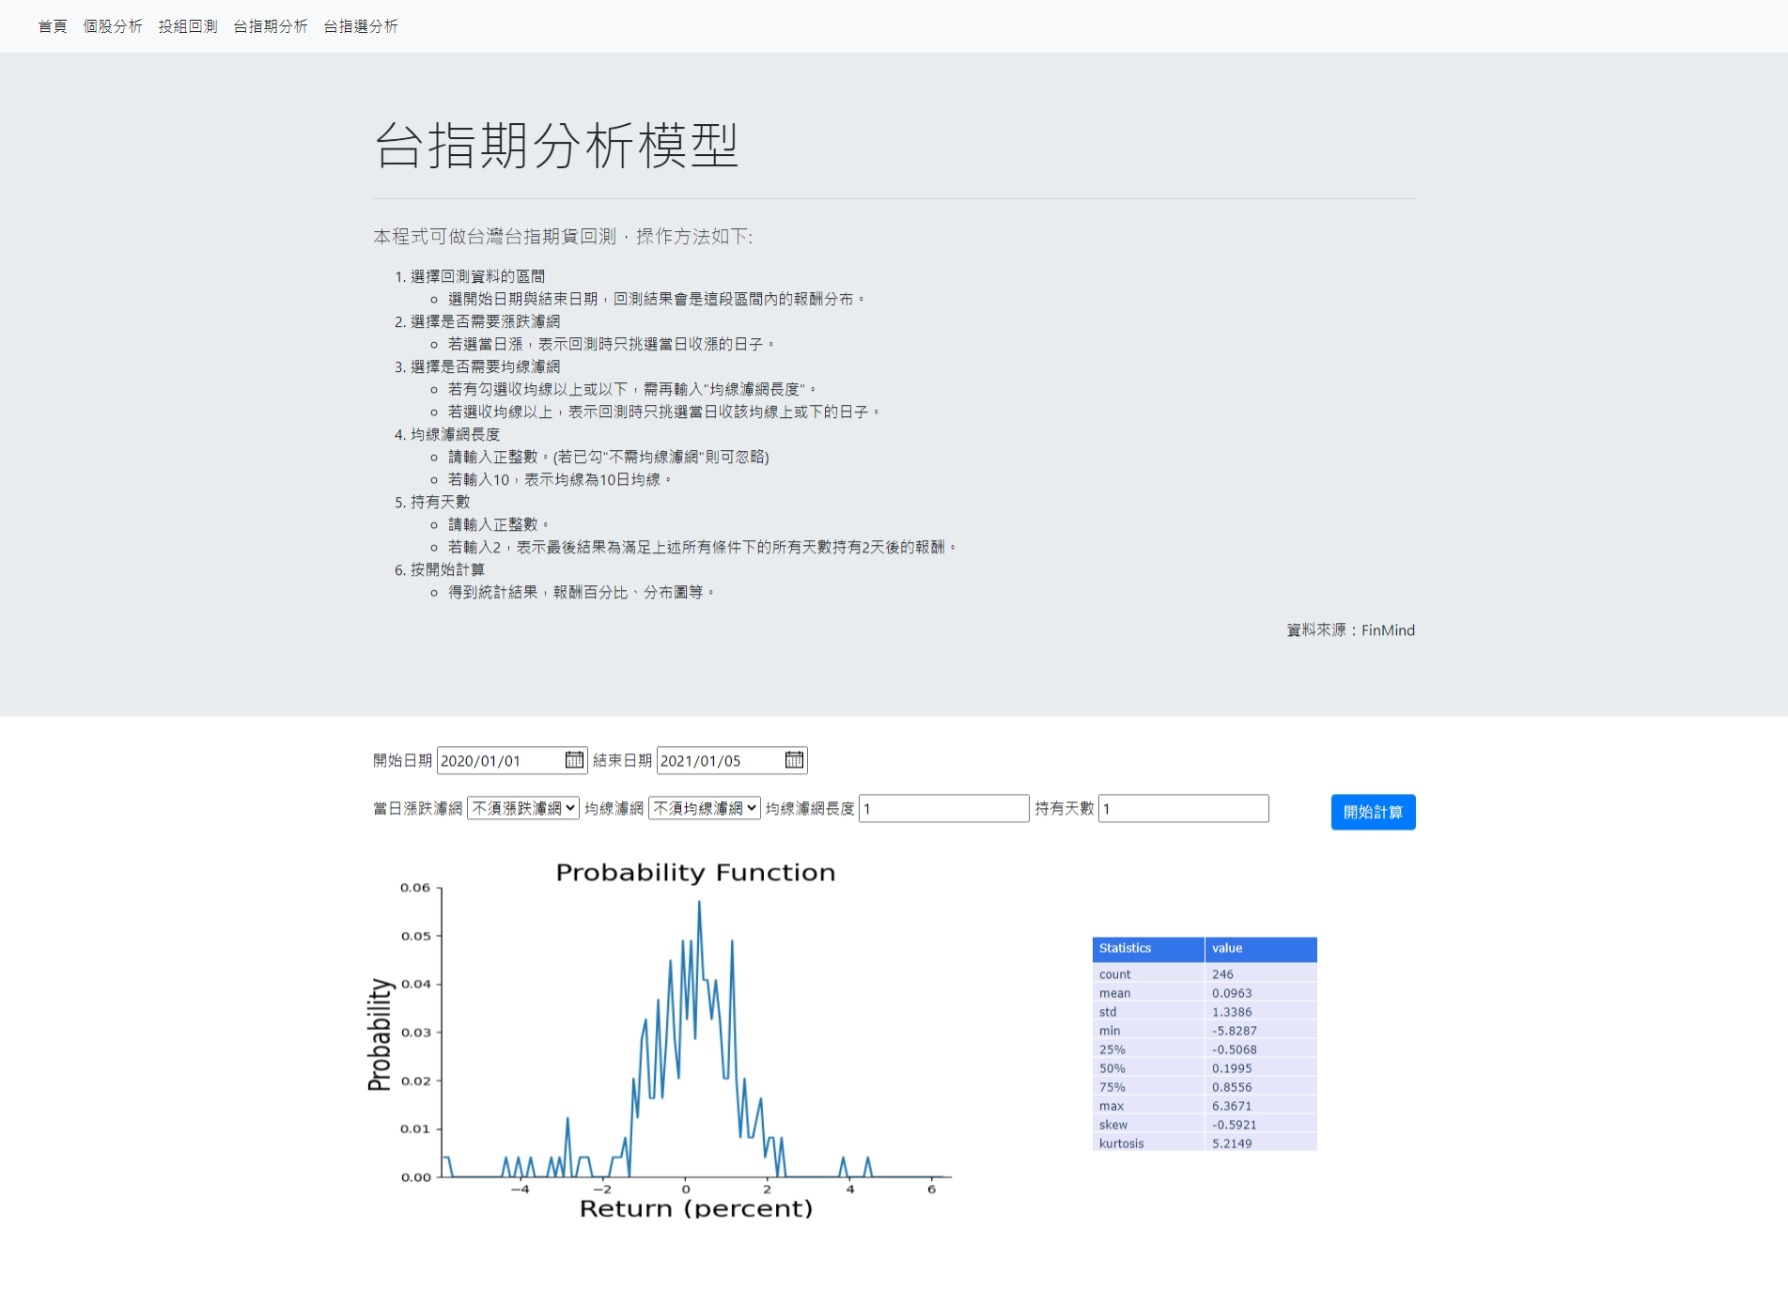 首頁 個股分析 投組回測 台指期分析 台指選分析
台指期分析模型
本程式可做台灣台指期貨回測，操作方法如下:
1. 選擇回測資料的區間
選開始日期與結束日期，回測結果會是這段區間內的報酬分布。
2. 選擇是否需要漲跌濾網
若選當日漲，表示回測時只挑選當日收漲的日子。
3. 選擇是否需要均線濾網
若有勾選收均線以上或以下，需再輸入"均線濾網長度"。
若選收均線以上，表示回測時只挑選當日收該均線上或下的日子。
4. 均線濾網長度
請輸入正整數。(若已勾"不需均線濾網"則可忽略)
若輸入10，表示均線為10日均線。
5. 持有天數
請輸入正整數。
若輸入2，表示最後結果為滿足上述所有條件下的所有天數持有2天後的報酬。
6. 按開始計算
得到統計結果，報酬百分比、分布圖等。
資料來源：FinMind
開始日期 2020/01/01 結束日期 2021/01/05
當日漲跌濾網 不須漲跌濾網 均線濾網 不須均線濾網 均線濾網長度 1 持有天數 1 開始計算
Probability Function
0.06
0.05
0.04
0.03
0.02
0.01
0.00
Probability
−4 −2 0 2 4 6
Return (percent)
Statistics value
count 246
mean 0.0963
std 1.3386
min -5.8287
25% -0.5068
50% 0.1995
75% 0.8556
max 6.3671
skew -0.5921
kurtosis 5.2149